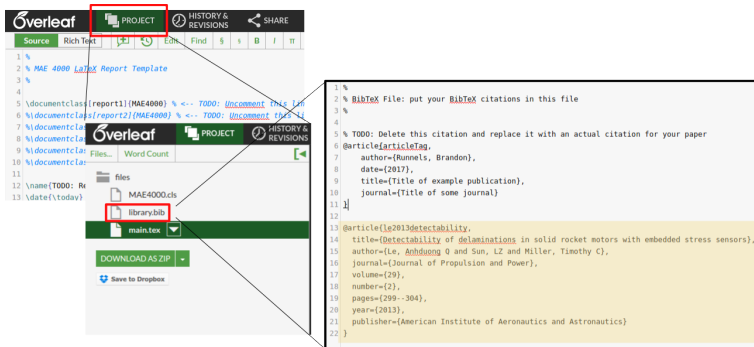 Overleaf PROJECT HISTORY & REVISIONS SHARE
Source Rich Text Edit Find § s B I π
1 %
2 % MAE 4000 LaTeX Report Template
3 %
4
5 \documentclass[report1]{MAE4000} % <-- TODO: Uncomment this lin
6 %\documentclass[report2]{MAE4000} % <-- TODO: Uncomment this li
7 %\documentclas
8 %\documentclas
9 %\documentclas
10 %\documentclas
11
12 \name{TODO: Re
13 \date{\today}
Overleaf PROJECT HISTORY & REVISIONS
Files... Word Count
files
MAE4000.cls
library.bib
main.tex
DOWNLOAD AS ZIP
Save to Dropbox
1 %
2 % BibTeX File: put your BibTeX citations in this file
3 %
4
5 % TODO: Delete this citation and replace it with an actual citation for your paper
6 @article{articleTag,
7 author={Runnels, Brandon},
8 date={2017},
9 title={Title of example publication},
10 journal={Title of some journal}
11 }
12
13 @article{le2013detectability,
14 title={Detectability of delaminations in solid rocket motors with embedded stress sensors},
15 author={Le, Anhduong Q and Sun, LZ and Miller, Timothy C},
16 journal={Journal of Propulsion and Power},
17 volume={29},
18 number={2},
19 pages={299--304},
20 year={2013},
21 publisher={American Institute of Aeronautics and Astronautics}
22 }